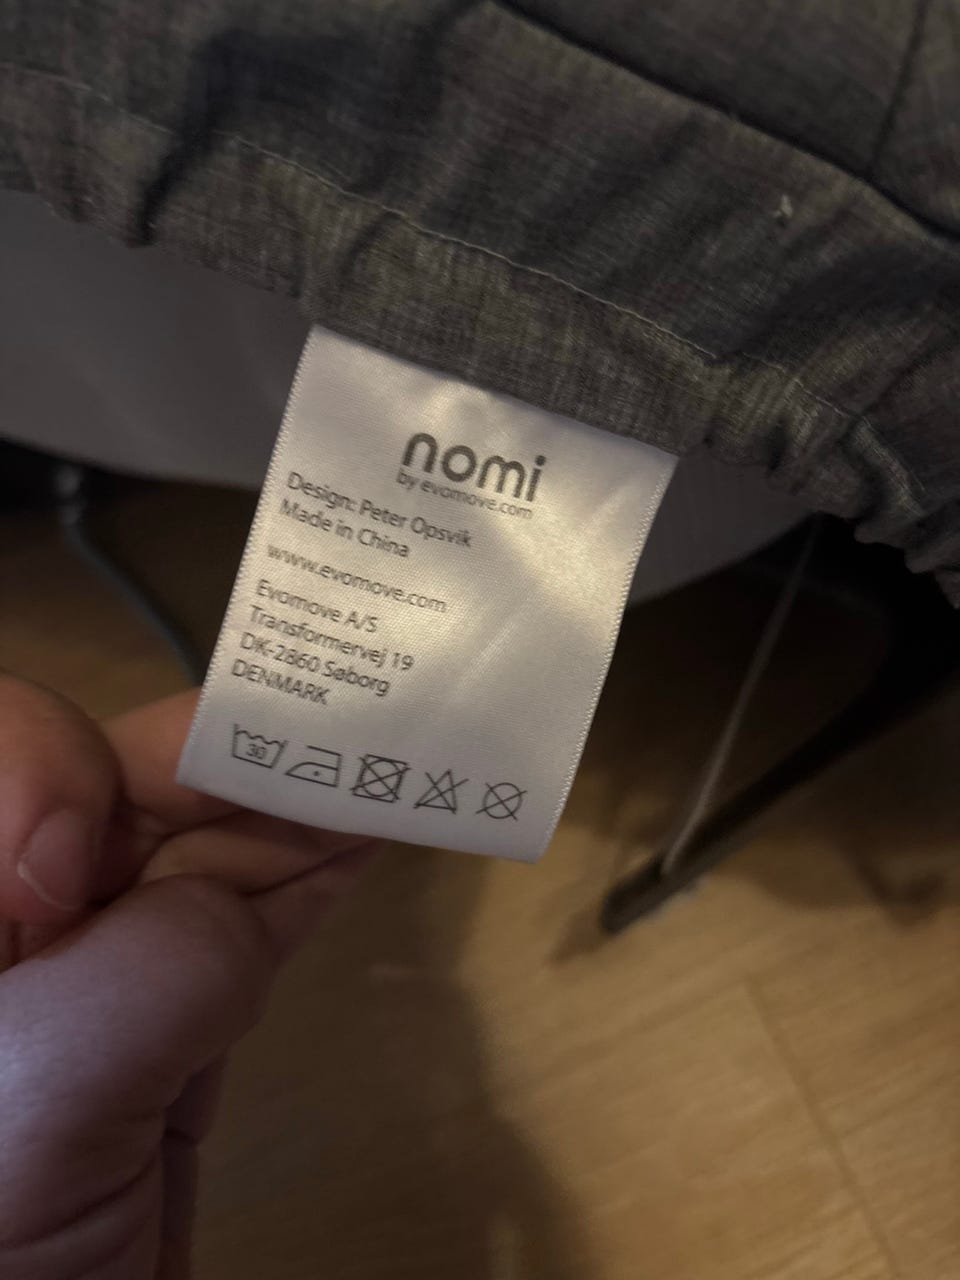 nomi
by evomove.com
Design: Peter Opsvik
Made in China
www.evomove.com
Evomove A/S
Transformervej 19
DK-2860 Søborg
DENMARK
30